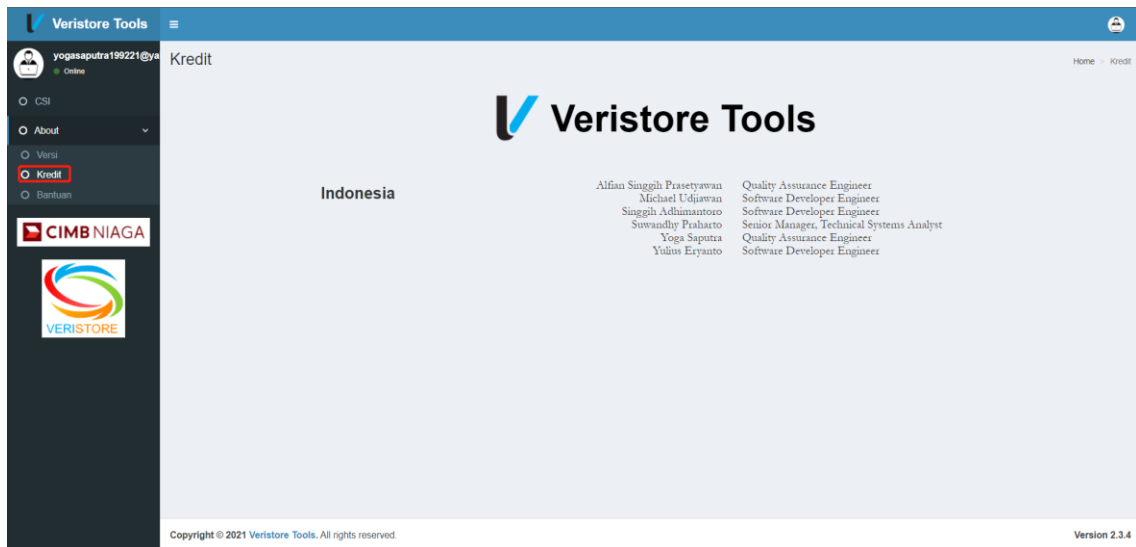 Veristore Tools
yogasaputra199221@ya
Online
Kredit
Home > Kredit
CSI
About
Versi
Kredit
Bantuan
CIMB NIAGA
VERISTORE
Veristore Tools
Indonesia
Alfian Singgih Prasetyawan Quality Assurance Engineer
Michael Udjiawan Software Developer Engineer
Singgih Adhimantoro Software Developer Engineer
Suwandhy Praharto Senior Manager, Technical Systems Analyst
Yoga Saputra Quality Assurance Engineer
Yulius Eryanto Software Developer Engineer
Copyright © 2021 Veristore Tools. All rights reserved.
Version 2.3.4